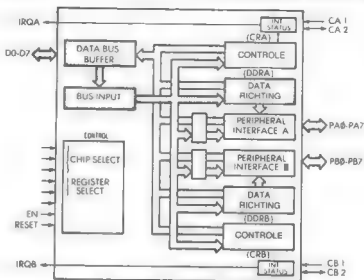 IRQA
INT STATUS
CA 1
CA 2
(CRA)
D0-D7
DATA BUS BUFFER
CONTROLE
(DDRA)
BUS INPUT
DATA RICHTING
PERIPHERAL INTERFACE A
PA0-PA7
CONTROL
CHIP SELECT
REGISTER SELECT
PERIPHERAL INTERFACE B
PB0-PB7
DATA RICHTING
(DDRB)
EN
RESET
CONTROLE
(CRB)
IRQB
INT STATUS
CB 1
CB 2